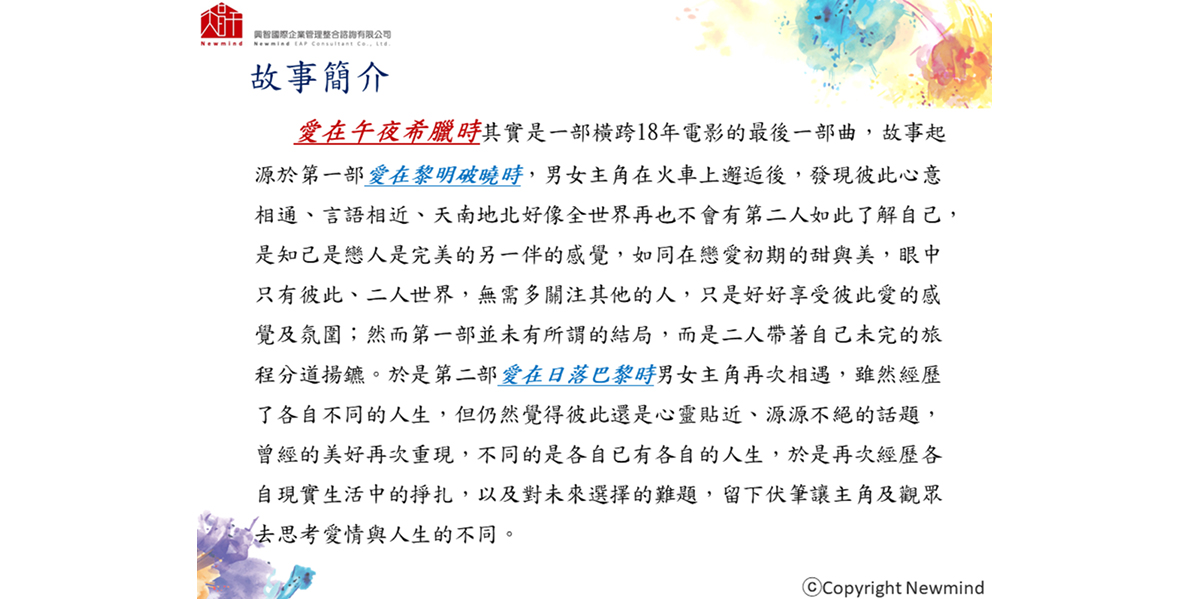 Newmind
興智國際企業管理整合諮詢有限公司
Newmind EAP Consultant Co., Ltd.
故事簡介
愛在午夜希臘時其實是一部橫跨18年電影的最後一部曲，故事起
源於第一部愛在黎明破曉時，男女主角在火車上邂逅後，發現彼此心意
相通、言語相近、天南地北好像全世界再也不會有第二人如此了解自己，
是知己是戀人是完美的另一伴的感覺，如同在戀愛初期的甜與美，眼中
只有彼此、二人世界，無需多關注其他的人，只是好好享受彼此愛的感
覺及氛圍；然而第一部並未有所謂的結局，而是二人帶著自己未完的旅
程分道揚鑣。於是第二部愛在日落巴黎時男女主角再次相遇，雖然經歷
了各自不同的人生，但仍然覺得彼此還是心靈貼近、源源不絕的話題，
曾經的美好再次重現，不同的是各自已有各自的人生，於是再次經歷各
自現實生活中的掙扎，以及對未來選擇的難題，留下伏筆讓主角及觀眾
去思考愛情與人生的不同。
ⓒCopyright Newmind